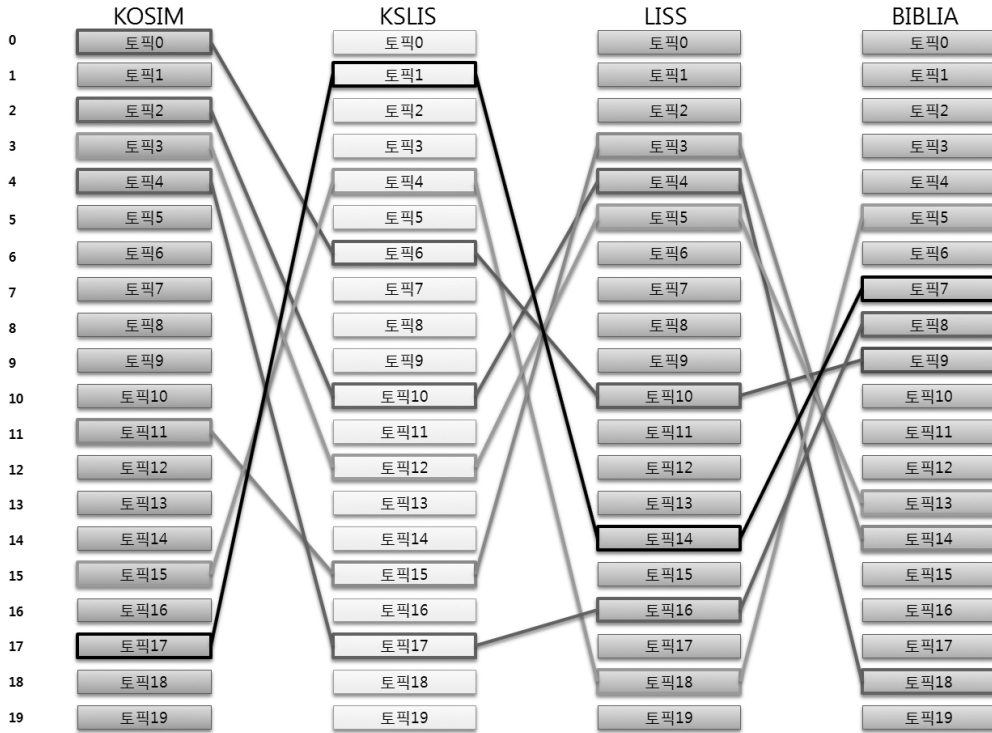 KOSIM KSLIS LISS BIBLIA
0 토픽0 토픽0 토픽0 토픽0
1 토픽1 토픽1 토픽1 토픽1
2 토픽2 토픽2 토픽2 토픽2
3 토픽3 토픽3 토픽3 토픽3
4 토픽4 토픽4 토픽4 토픽4
5 토픽5 토픽5 토픽5 토픽5
6 토픽6 토픽6 토픽6 토픽6
7 토픽7 토픽7 토픽7 토픽7
8 토픽8 토픽8 토픽8 토픽8
9 토픽9 토픽9 토픽9 토픽9
10 토픽10 토픽10 토픽10 토픽10
11 토픽11 토픽11 토픽11 토픽11
12 토픽12 토픽12 토픽12 토픽12
13 토픽13 토픽13 토픽13 토픽13
14 토픽14 토픽14 토픽14 토픽14
15 토픽15 토픽15 토픽15 토픽15
16 토픽16 토픽16 토픽16 토픽16
17 토픽17 토픽17 토픽17 토픽17
18 토픽18 토픽18 토픽18 토픽18
19 토픽19 토픽19 토픽19 토픽19